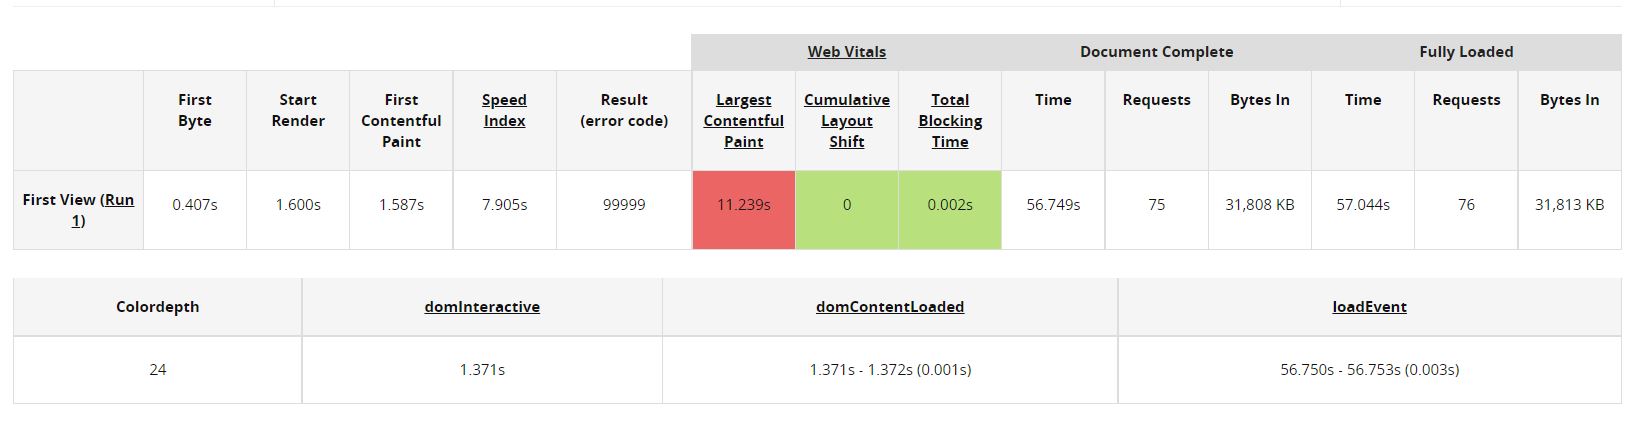 Web Vitals Document Complete Fully Loaded
First Byte Start Render First Contentful Paint Speed Index Result (error code) Largest Contentful Paint Cumulative Layout Shift Total Blocking Time Time Requests Bytes In Time Requests Bytes In
First View (Run 1) 0.407s 1.600s 1.587s 7.905s 99999 11.239s 0 0.002s 56.749s 75 31,808 KB 57.044s 76 31,813 KB
Colordepth domInteractive domContentLoaded loadEvent
24 1.371s 1.371s - 1.372s (0.001s) 56.750s - 56.753s (0.003s)